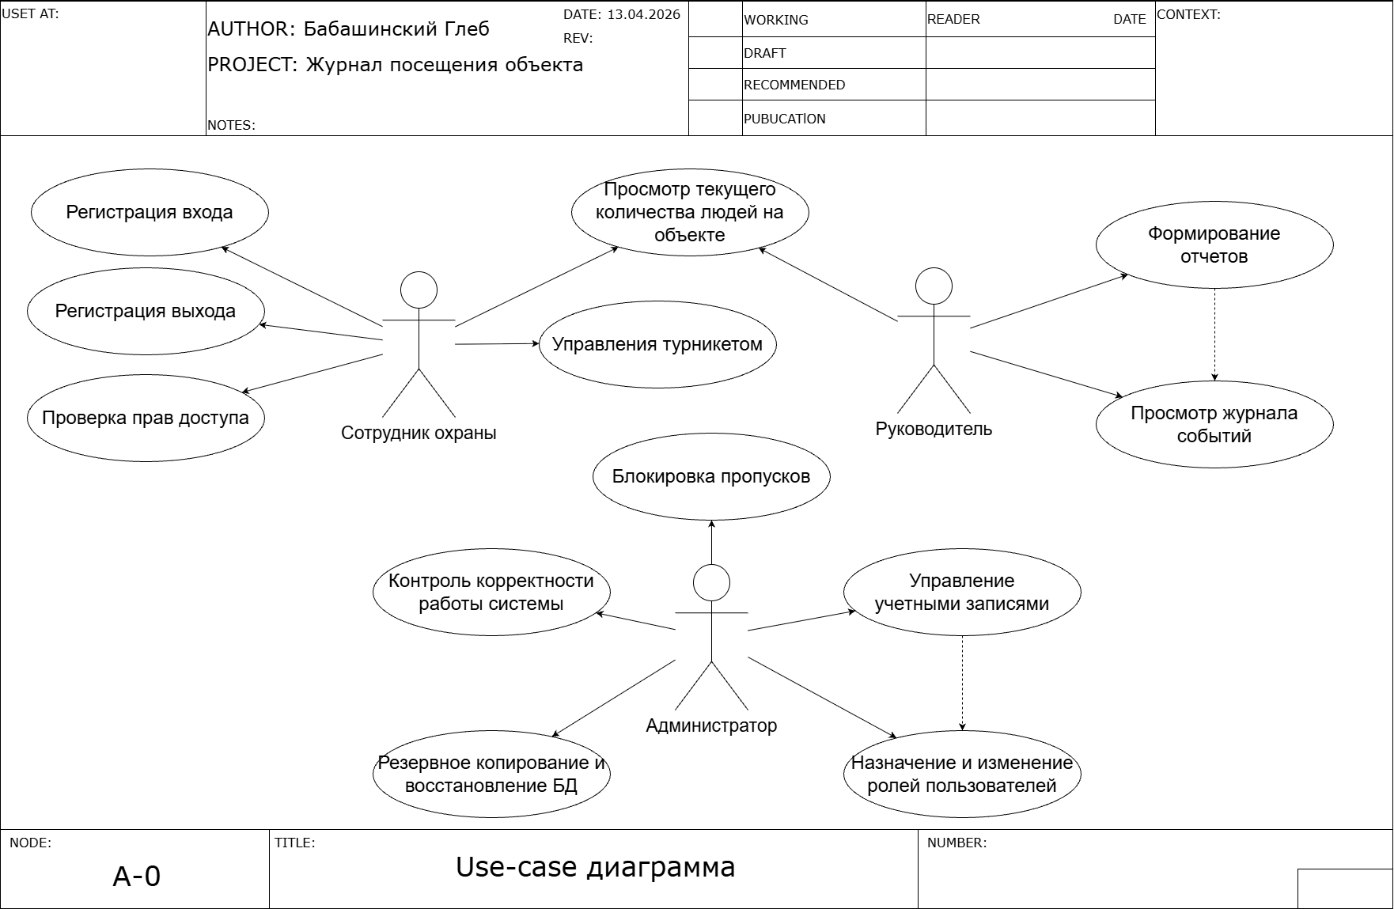 USET AT:
AUTHOR: Бабашинский Глеб
DATE: 13.04.2026
REV:
PROJECT: Журнал посещения объекта
NOTES:
WORKING
DRAFT
RECOMMENDED
PUBUCATION
READER
DATE
CONTEXT:
Регистрация входа
Просмотр текущего
количества людей на
объекте
Формирование
отчетов
Регистрация выхода
Управления турникетом
Проверка прав доступа
Сотрудник охраны
Руководитель
Просмотр журнала
событий
Блокировка пропусков
Контроль корректности
работы системы
Управление
учетными записями
Администратор
Резервное копирование и
восстановление БД
Назначение и изменение
ролей пользователей
NODE:
A-0
TITLE:
Use-case диаграмма
NUMBER: